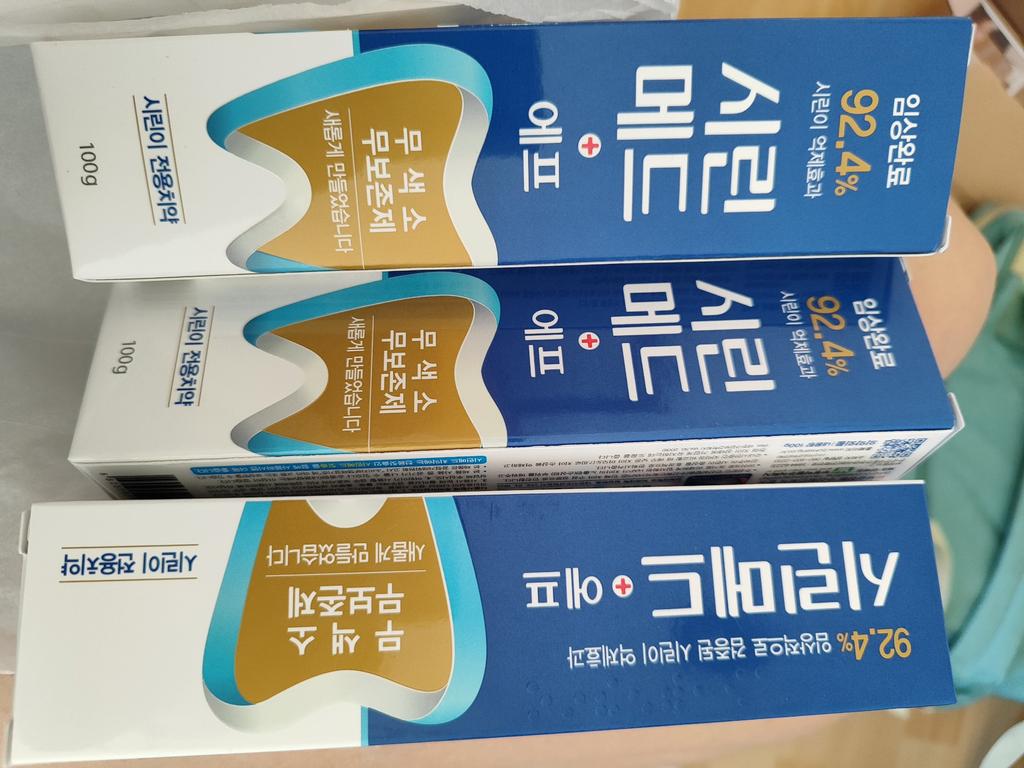 임상완료
92.4%
시린이 억제효과
시린
메드
에프
무색소
무보존제
새롭게 만들었습니다
시린이 전용치약
100g
임상완료
92.4%
시린이 억제효과
시린
메드
에프
무색소
무보존제
새롭게 만들었습니다
시린이 전용치약
100g
시린메드 에프
92.4%
임상적으로 검증된 시린이 억제효과
무색소
무보존제
새롭게 만들었습니다
시린이 전용치약